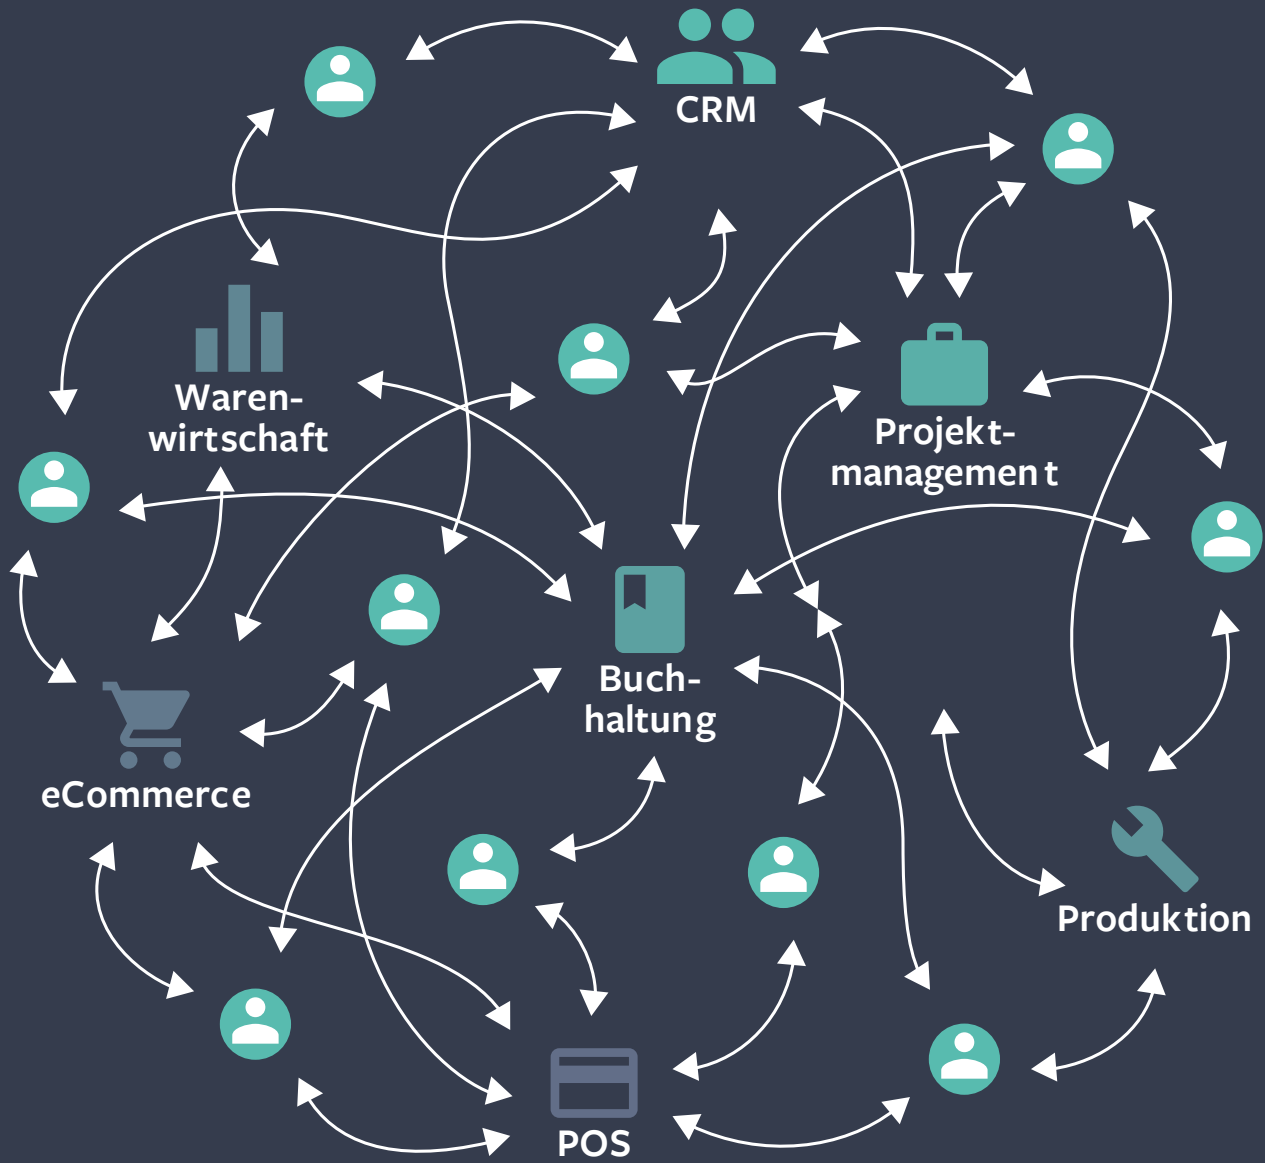 CRM
Waren-
wirtschaft
Projekt-
management
Buch-
haltung
eCommerce
Produktion
POS